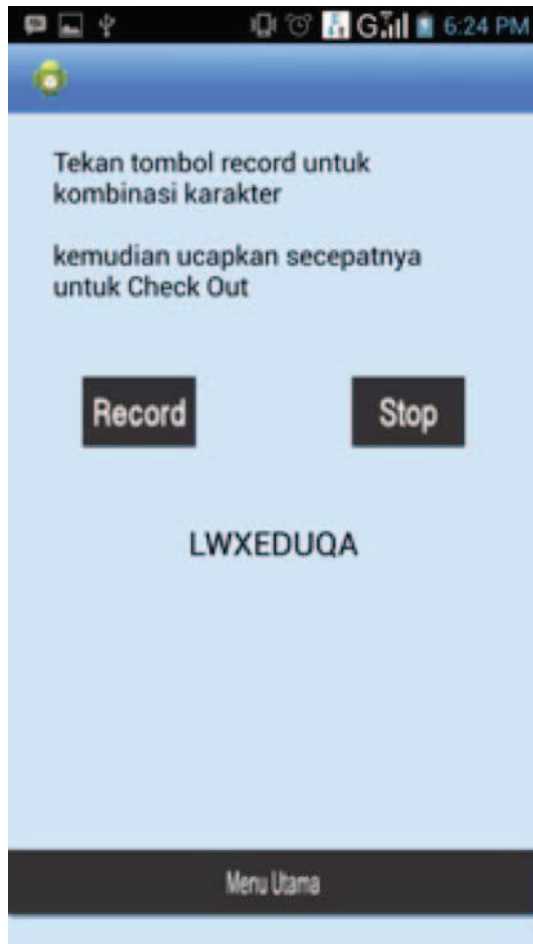 G 6:24 PM
Tekan tombol record untuk
kombinasi karakter
kemudian ucapkan secepatnya
untuk Check Out
Record Stop
LWXEDUQA
Menu Utama